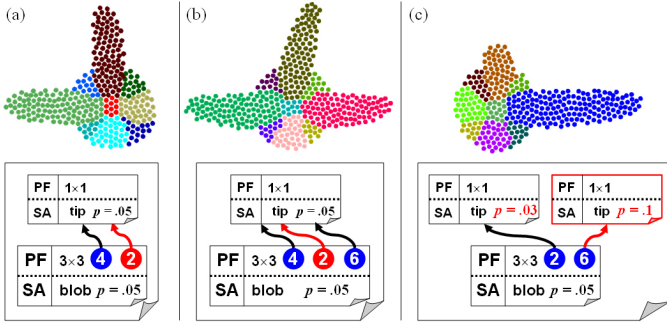 (a)
PF 1×1
SA tip p = .05
PF 3×3 4 2
SA blob p = .05
(b)
PF 1×1
SA tip p = .05
PF 3×3 4 2 6
SA blob p = .05
(c)
PF 1×1
SA tip p = .03
PF 1×1
SA tip p = .1
PF 3×3 2 6
SA blob p = .05